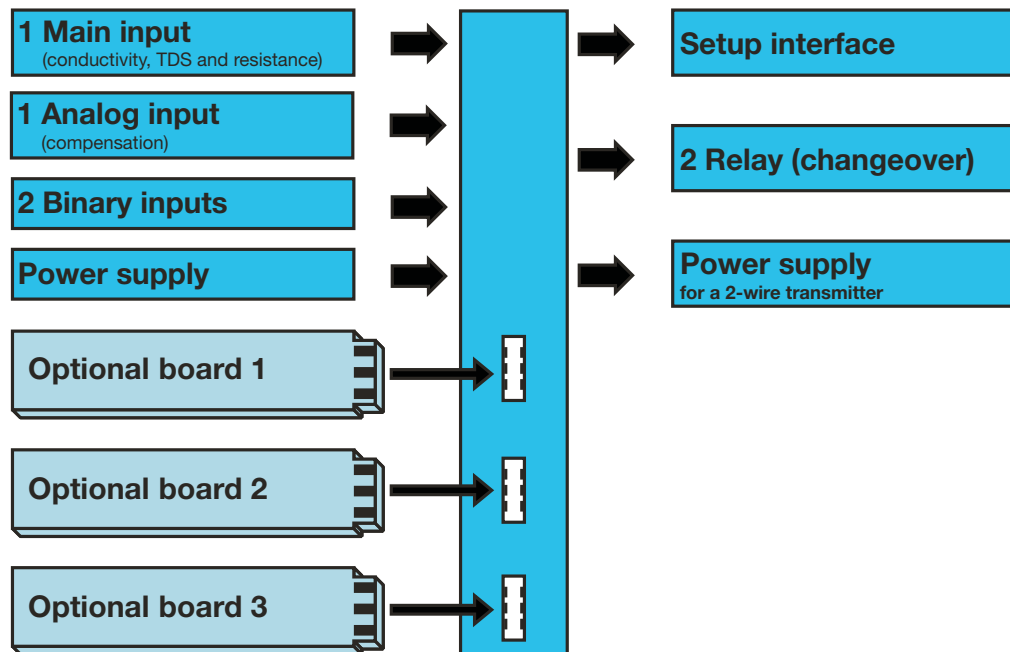 1 Main input
(conductivity, TDS and resistance)
1 Analog input
(compensation)
2 Binary inputs
Power supply
Optional board 1
Optional board 2
Optional board 3
Setup interface
2 Relay (changeover)
Power supply
for a 2-wire transmitter